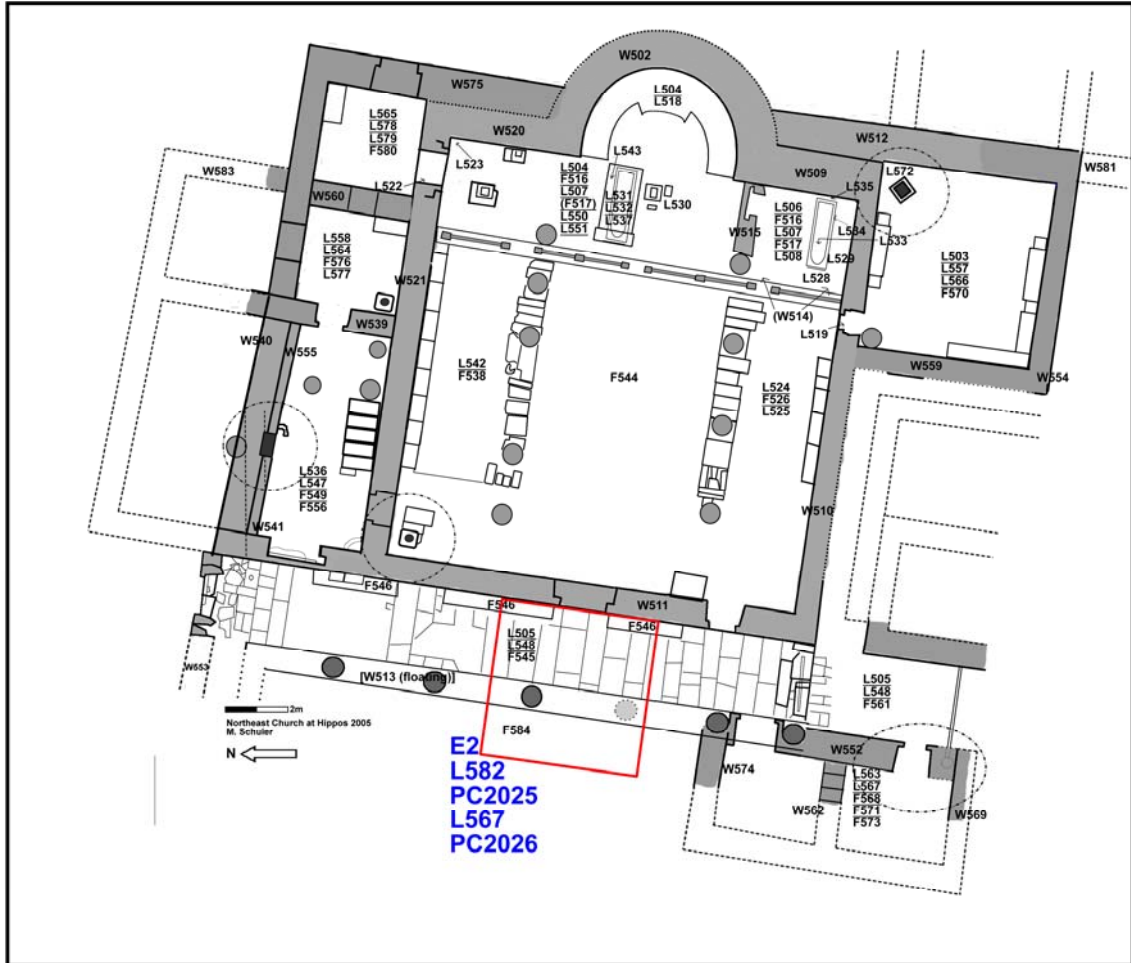 W502
W575
L504
L518
W520
W512
L565
L578
L579
F580
L523
L543
L504
F516
L507
(F517)
L550
L551
W509
L572
W581
W583
L522
L531
L532
L537
L530
L535
L506
F516
L507
F517
L508
L534
L533
W560
W515
L529
L503
L557
L566
F570
L558
L564
F576
L577
W521
L528
(W514)
L519
W539
W540
W555
L542
F538
F544
L524
F526
L525
W559
W554
L536
L547
F549
F556
W510
W541
F546
F546
W511
F546
L505
L548
F545
W553
[W513 (floating)]
L505
L548
F561
2m
Northeast Church at Hippos 2005
M. Schuler
N
F584
E2
L582
PC2025
L567
PC2026
W574
W552
W562
L563
L567
F568
F571
F573
W569